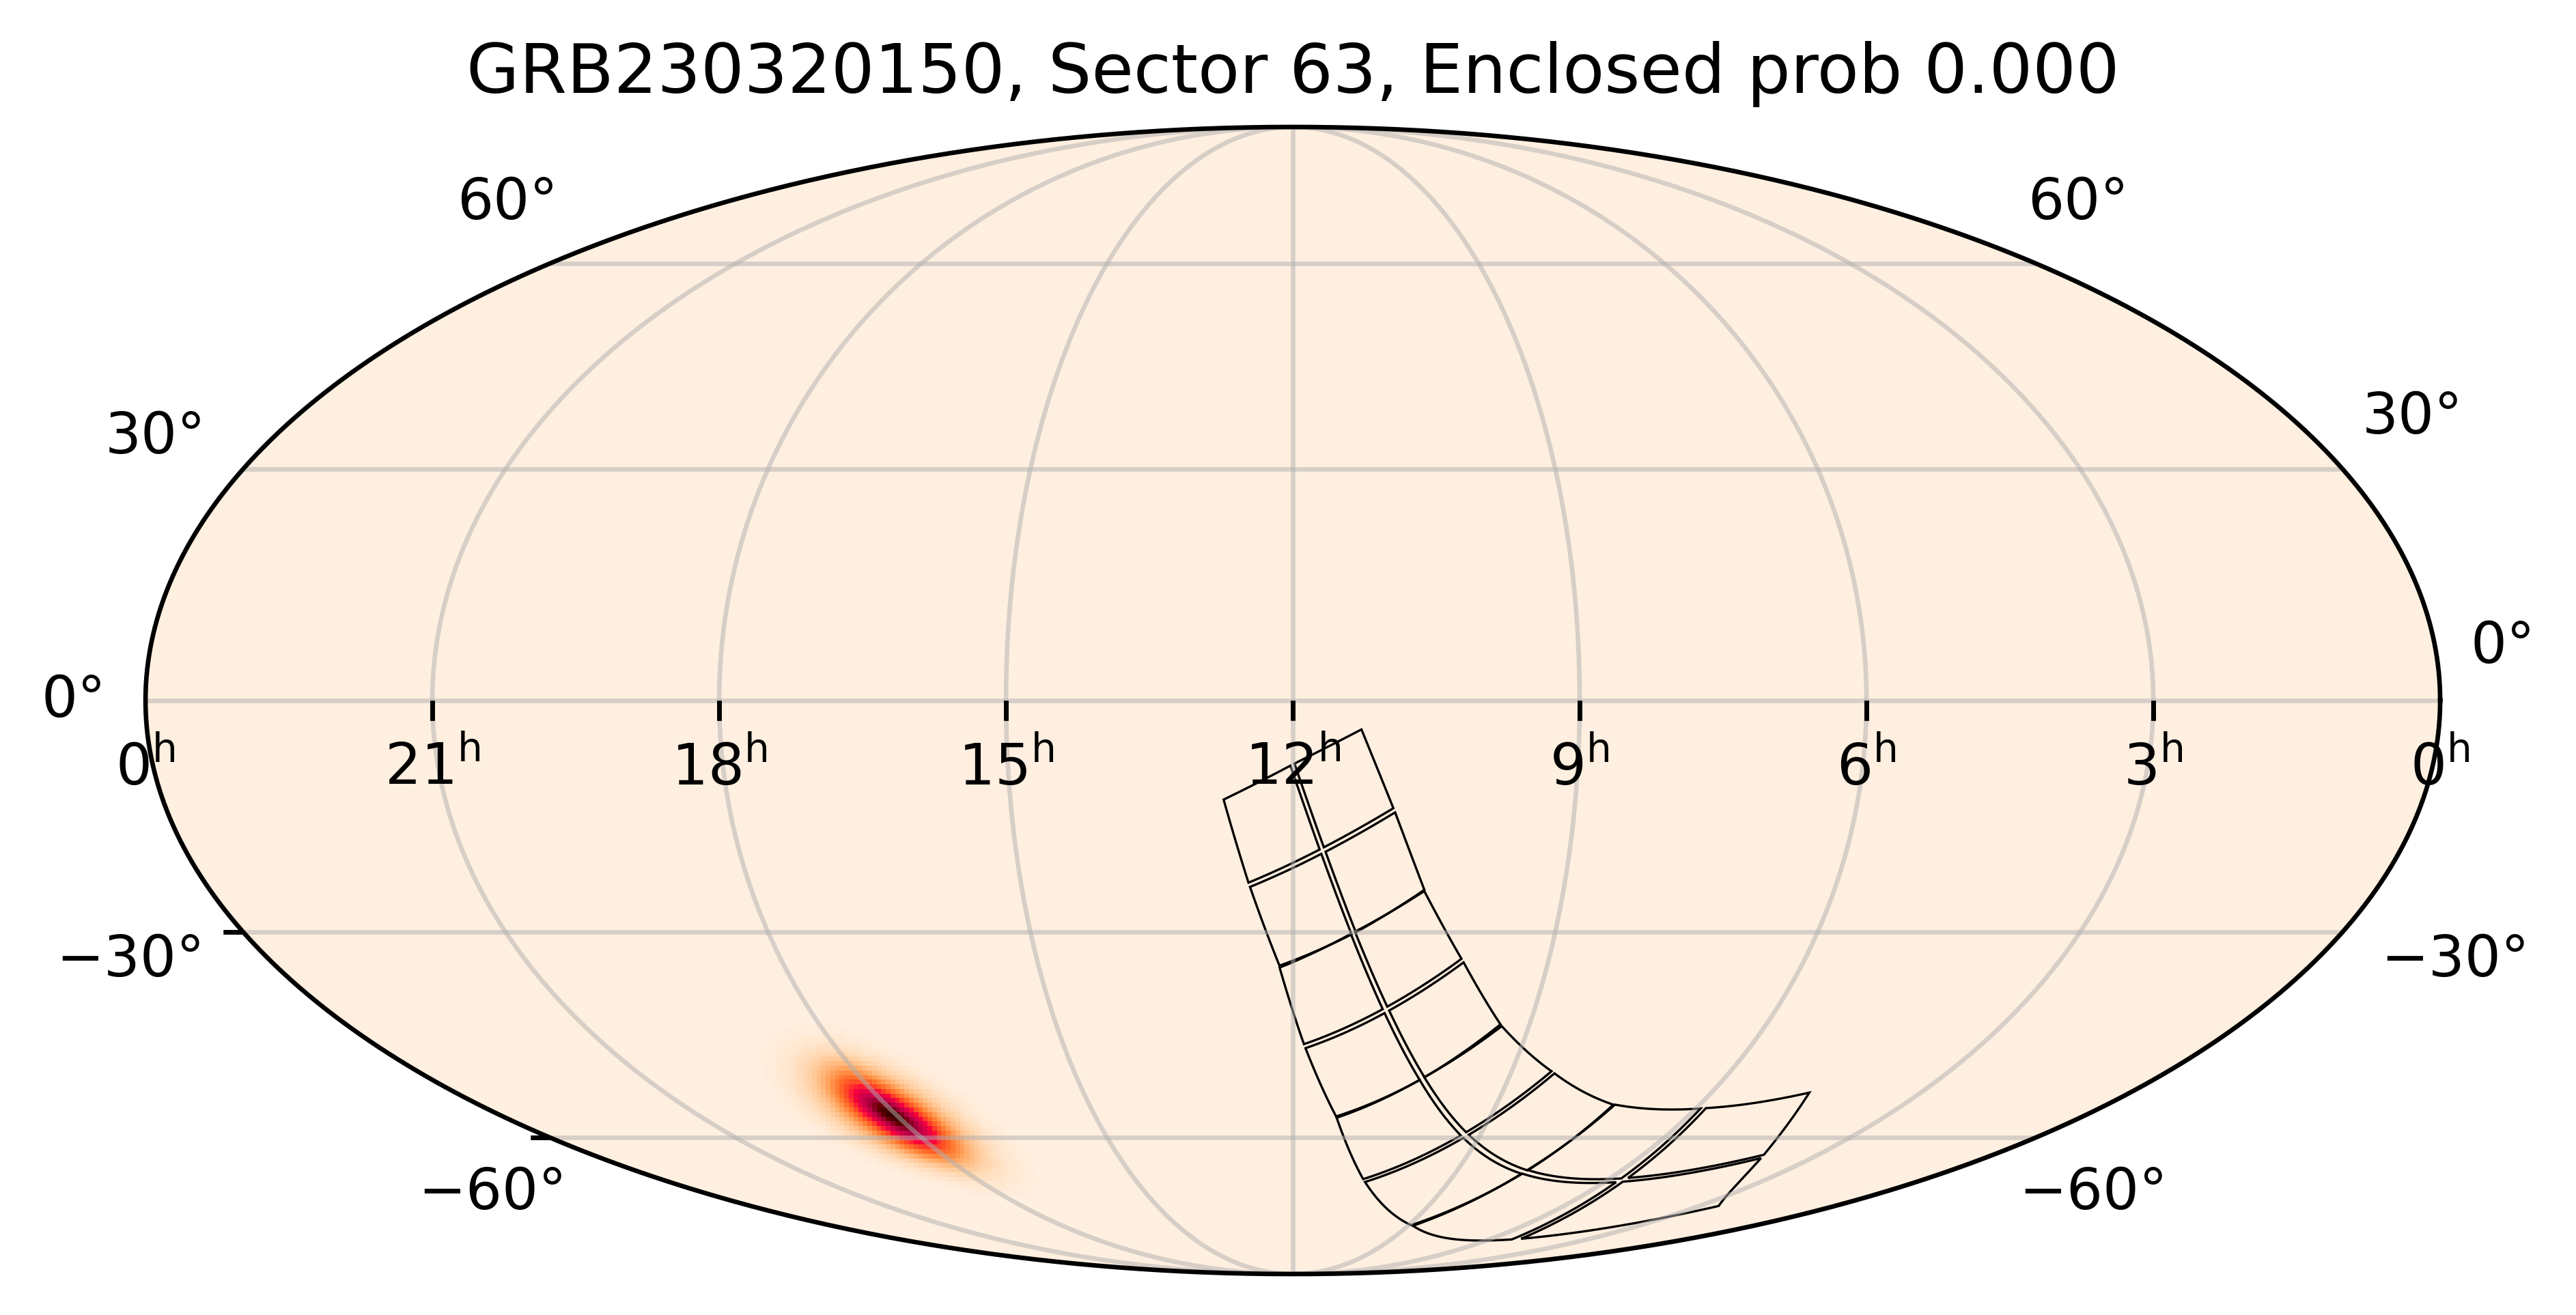 GRB230320150, Sector 63, Enclosed prob 0.000
60° 60°
30° 30°
0° 0°
0ʰ 21ʰ 18ʰ 15ʰ 12ʰ 9ʰ 6ʰ 3ʰ 0ʰ
−30° −30°
−60° −60°